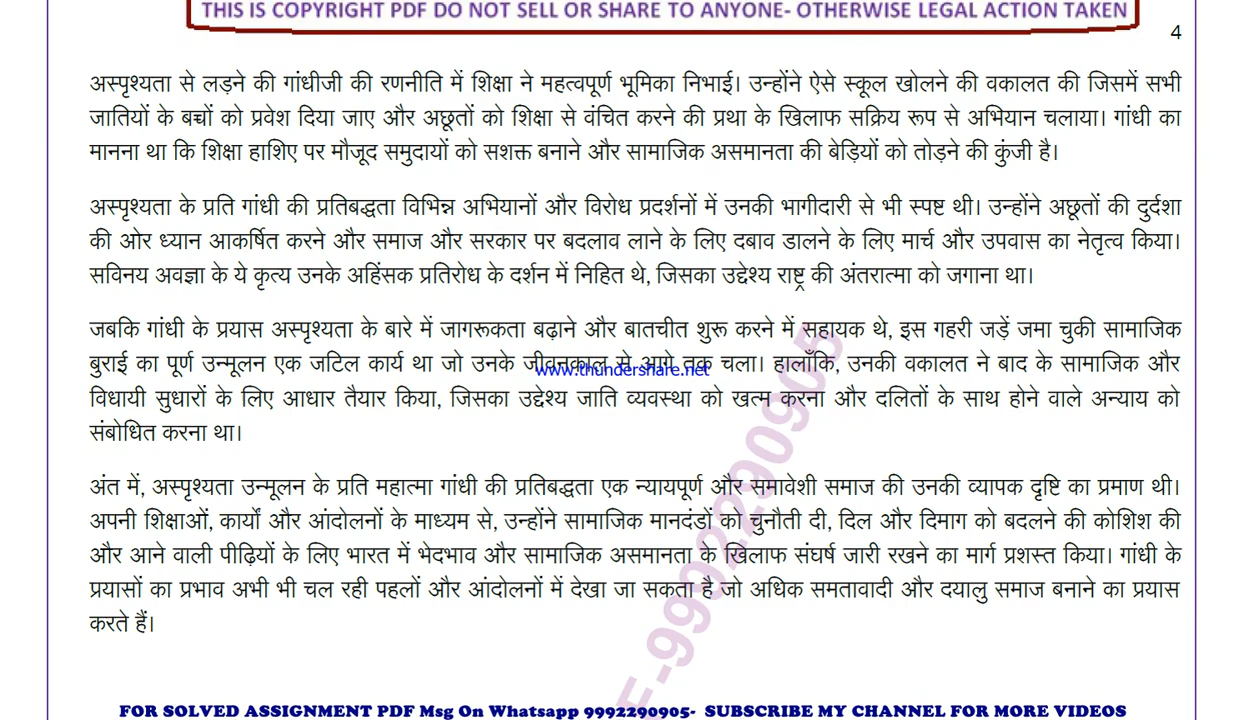 THIS IS COPYRIGHT PDF DO NOT SELL OR SHARE TO ANYONE- OTHERWISE LEGAL ACTION TAKEN
4
अस्पृश्यता से लड़ने की गांधीजी की रणनीति में शिक्षा ने महत्वपूर्ण भूमिका निभाई। उन्होंने ऐसे स्कूल खोलने की वकालत की जिसमें सभी
जातियों के बच्चों को प्रवेश दिया जाए और अछूतों को शिक्षा से वंचित करने की प्रथा के खिलाफ सक्रिय रूप से अभियान चलाया। गांधी का
मानना था कि शिक्षा हाशिए पर मौजूद समुदायों को सशक्त बनाने और सामाजिक असमानता की बेड़ियों को तोड़ने की कुंजी है।
अस्पृश्यता के प्रति गांधी की प्रतिबद्धता विभिन्न अभियानों और विरोध प्रदर्शनों में उनकी भागीदारी से भी स्पष्ट थी। उन्होंने अछूतों की दुर्दशा
की ओर ध्यान आकर्षित करने और समाज और सरकार पर बदलाव लाने के लिए दबाव डालने के लिए मार्च और उपवास का नेतृत्व किया।
सविनय अवज्ञा के ये कृत्य उनके अहिंसक प्रतिरोध के दर्शन में निहित थे, जिसका उद्देश्य राष्ट्र की अंतरात्मा को जगाना था।
जबकि गांधी के प्रयास अस्पृश्यता के बारे में जागरूकता बढ़ाने और बातचीत शुरू करने में सहायक थे, इस गहरी जड़ें जमा चुकी सामाजिक
बुराई का पूर्ण उन्मूलन एक जटिल कार्य था जो उनके जीवनकाल से आगे तक चला। हालाँकि, उनकी वकालत ने बाद के सामाजिक और
www.thundershare.net
विधायी सुधारों के लिए आधार तैयार किया, जिसका उद्देश्य जाति व्यवस्था को खत्म करना और दलितों के साथ होने वाले अन्याय को
संबोधित करना था।
अंत में, अस्पृश्यता उन्मूलन के प्रति महात्मा गांधी की प्रतिबद्धता एक न्यायपूर्ण और समावेशी समाज की उनकी व्यापक दृष्टि का प्रमाण थी।
अपनी शिक्षाओं, कार्यों और आंदोलनों के माध्यम से, उन्होंने सामाजिक मानदंडों को चुनौती दी, दिल और दिमाग को बदलने की कोशिश की
और आने वाली पीढ़ियों के लिए भारत में भेदभाव और सामाजिक असमानता के खिलाफ संघर्ष जारी रखने का मार्ग प्रशस्त किया। गांधी के
प्रयासों का प्रभाव अभी भी चल रही पहलों और आंदोलनों में देखा जा सकता है जो अधिक समतावादी और दयालु समाज बनाने का प्रयास
करते हैं।
-9992290905
FOR SOLVED ASSIGNMENT PDF Msg On Whatsapp 9992290905- SUBSCRIBE MY CHANNEL FOR MORE VIDEOS